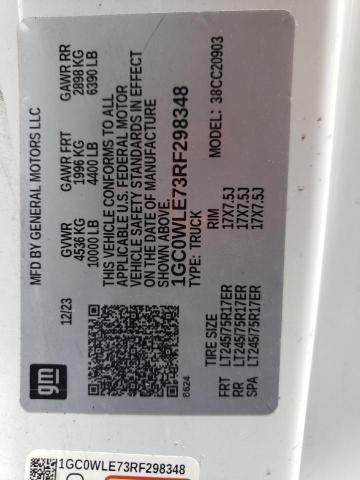 MFD BY GENERAL MOTORS LLC
12/23
GVWR
4536 KG
10000 LB
GAWR FRT
1996 KG
4400 LB
GAWR RR
2898 KG
6390 LB
THIS VEHICLE CONFORMS TO ALL
APPLICABLE U.S. FEDERAL MOTOR
VEHICLE SAFETY STANDARDS IN EFFECT
ON THE DATE OF MANUFACTURE
SHOWN ABOVE.
1GC0WLE73RF298348
TYPE: TRUCK
MODEL: 38CC20903
TIRE SIZE
RIM
FRT LT245/75R17ER 17X7.5J
RR LT245/75R17ER 17X7.5J
SPA LT245/75R17ER 17X7.5J
gm
8624
1GC0WLE73RF298348